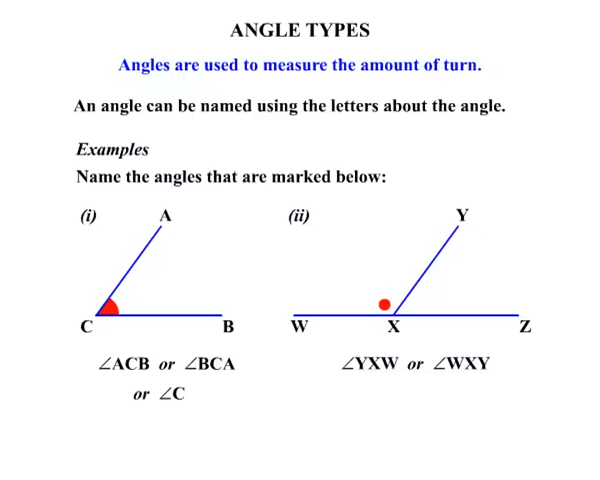 ANGLE TYPES
Angles are used to measure the amount of turn.
An angle can be named using the letters about the angle.
Examples
Name the angles that are marked below:
(i) A (ii) Y
C B W X Z
∠ACB or ∠BCA ∠YXW or ∠WXY
or ∠C